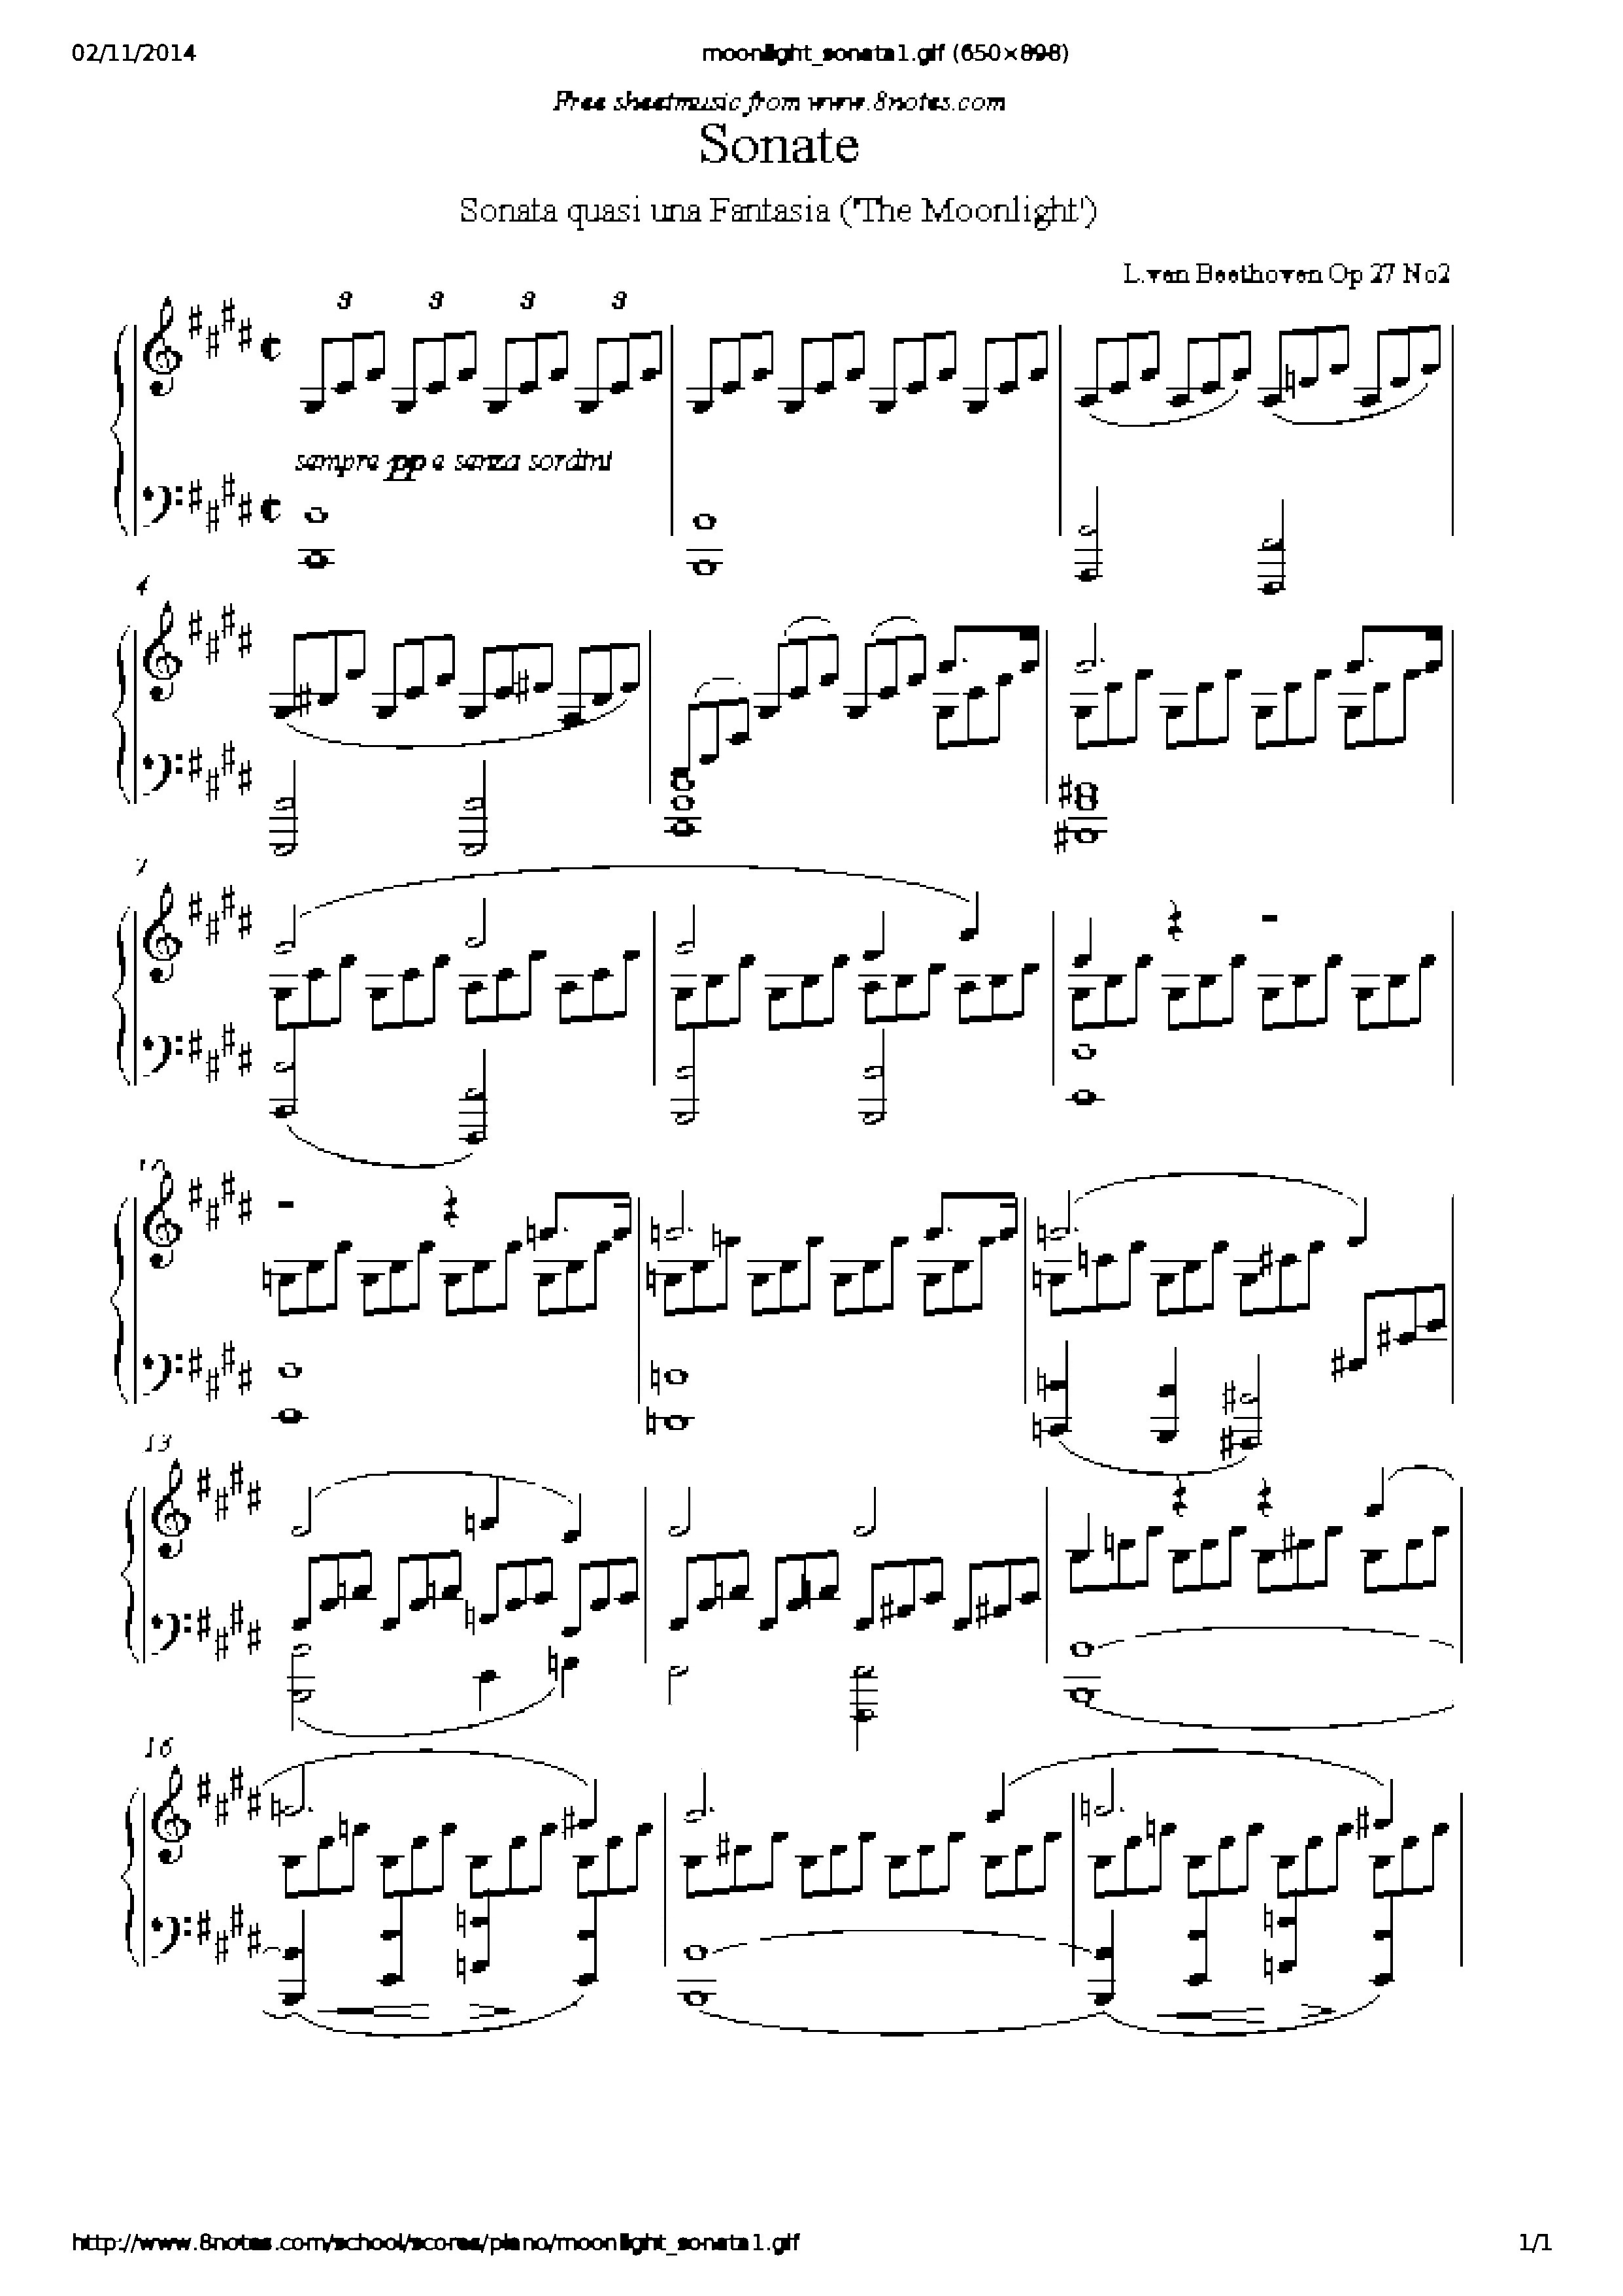 02/11/2014 moonlight_sonata1.gif (650×898)
Free sheetmusic from www.8notes.com
Sonate
Sonata quasi una Fantasia ('The Moonlight')
L.van Beethoven Op 27 No2
3 3 3 3
sempre pp e senza sordini
4
7
10
13
16
http://www.8notes.com/school/scores/piano/moonlight_sonata1.gif 1/1